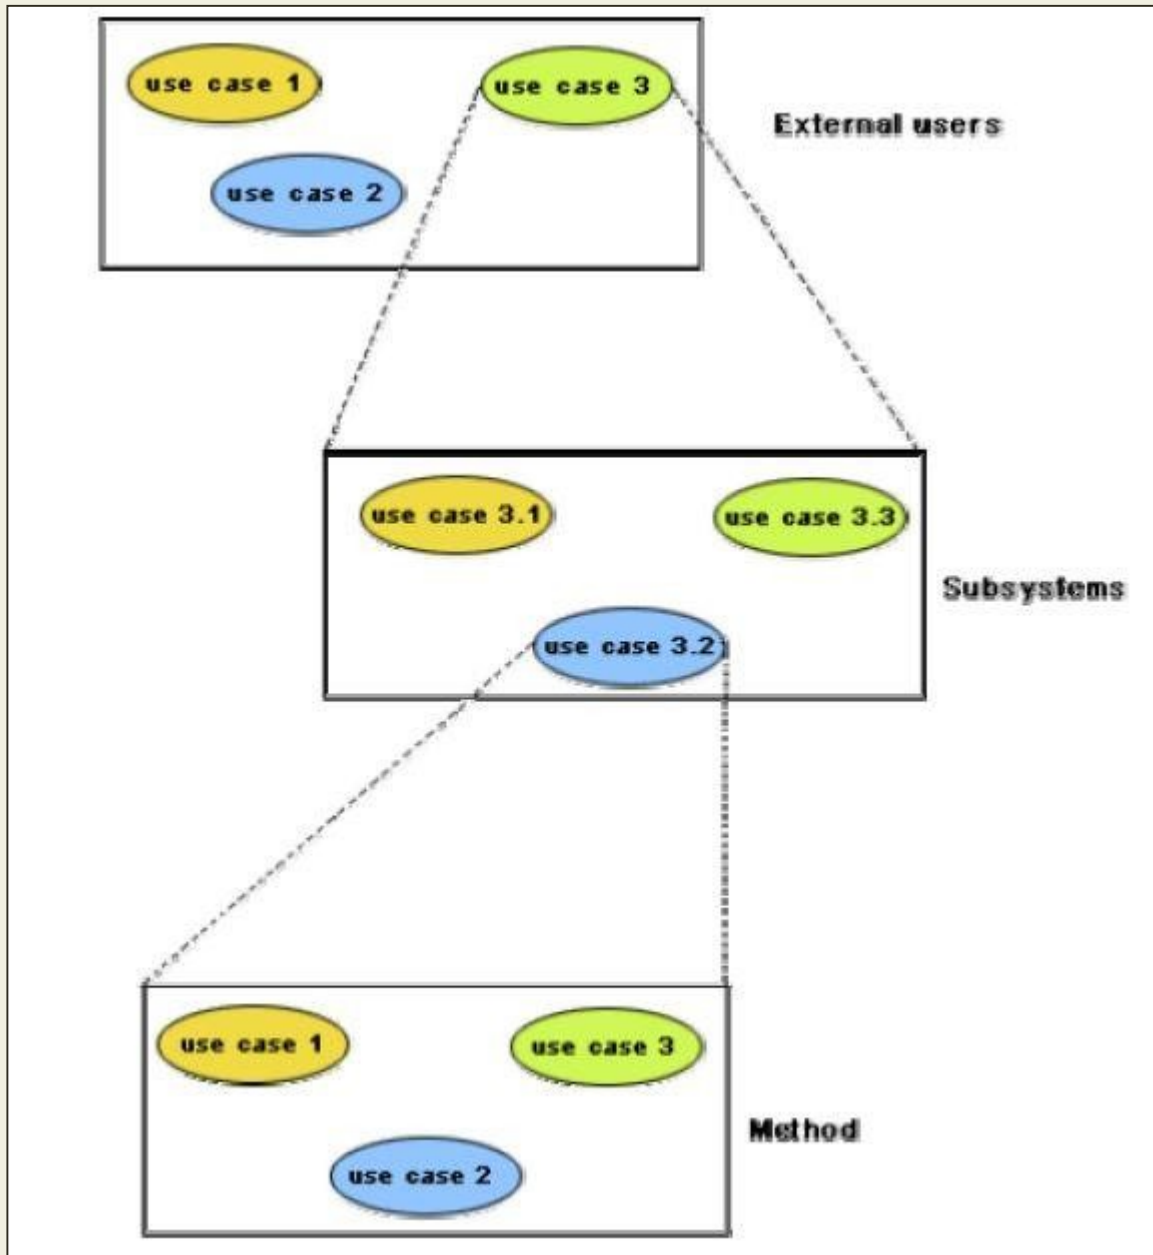 use case 1
use case 3
External users
use case 2
use case 3.1
use case 3.3
Subsystems
use case 3.2
use case 1
use case 3
Method
use case 2